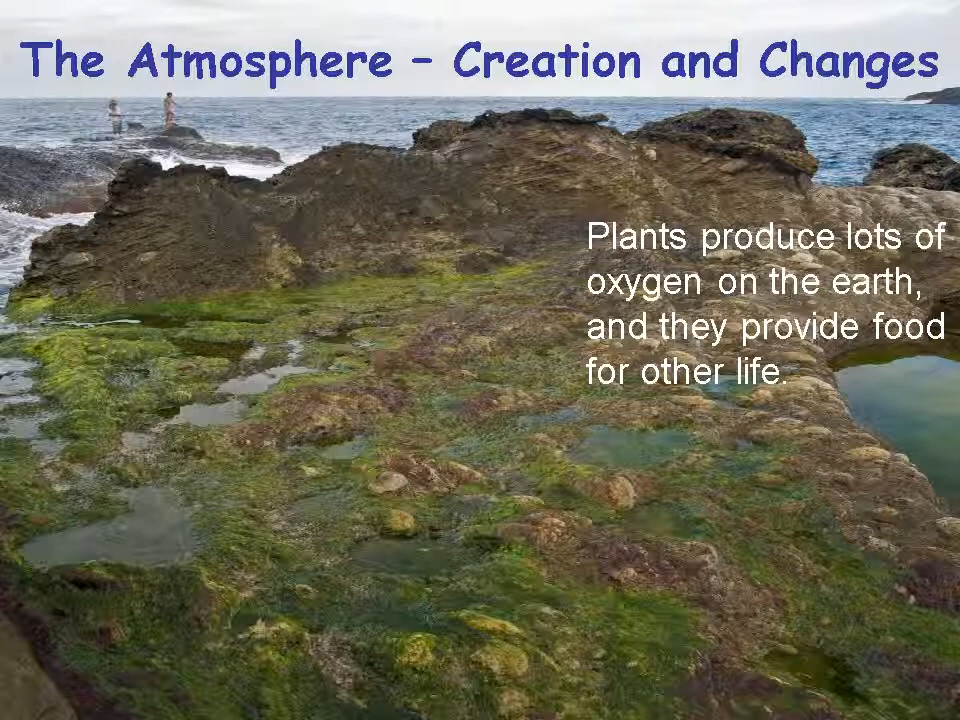 The Atmosphere – Creation and Changes
Plants produce lots of
oxygen on the earth,
and they provide food
for other life.